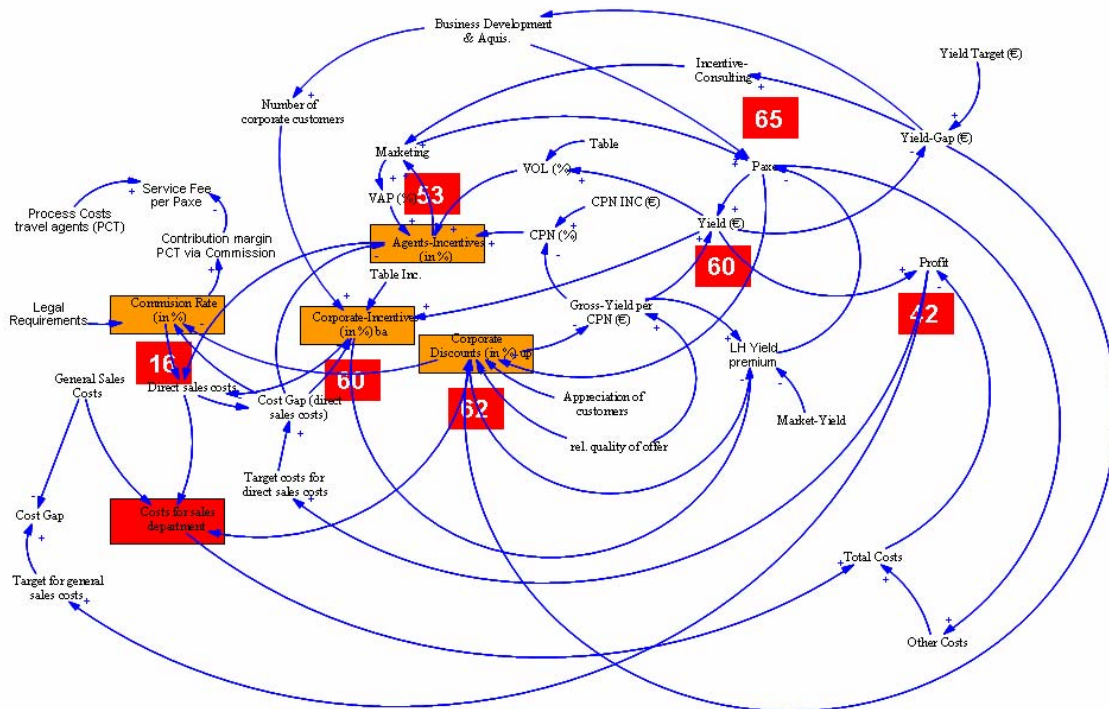 Business Development
& Aquis.
Yield Target (€)
Incentive-
Consulting
Number of
corporate customers
65
Yield-Gap (€)
Marketing
Table
VOL (%)
Paxe
53
VAP (%)
Service Fee
per Paxe
CPN INC (€)
Process Costs
travel agents (PCT)
Yield (€)
CPN (%)
Contribution margin
PCT via Commission
Agents-Incentives
(in %)
60
Profit
Table Inc.
Legal
Requirements
Commision Rate
(in %)
Gross-Yield per
CPN (€)
42
Corporate-Incentives
(in %) ba
Corporate
Discounts (in %) up
LH Yield
premium
16
60
General Sales
Costs
Direct sales costs
Cost Gap (direct
sales costs)
62
Appreciation of
customers
Market-Yield
rel. quality of offer
Target costs for
direct sales costs
Cost Gap
Costs for sales
department
Total Costs
Target for general
sales costs
Other Costs